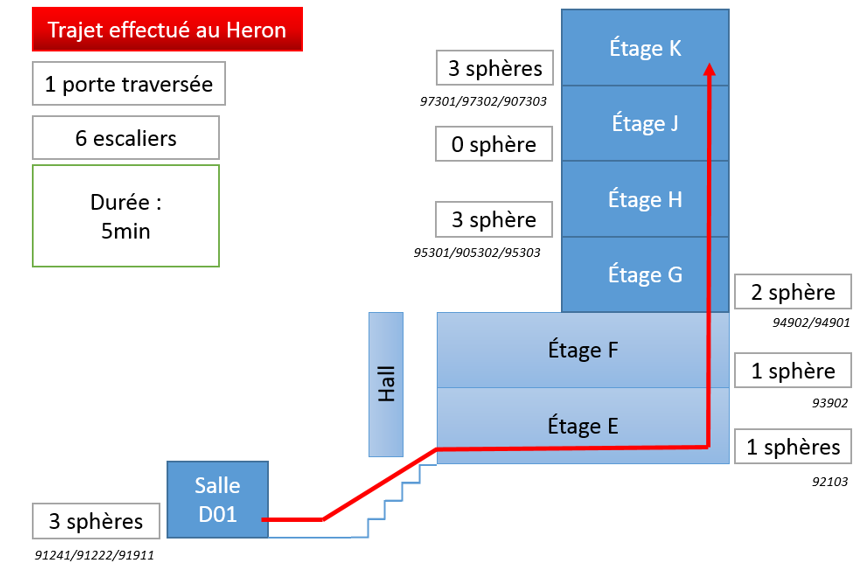 Trajet effectué au Heron
1 porte traversée
6 escaliers
Durée :
5min
Étage K
3 sphères
97301/97302/907303
Étage J
0 sphère
Étage H
3 sphère
95301/905302/95303
Étage G
2 sphère
94902/94901
Hall
Étage F
1 sphère
93902
Étage E
1 sphères
92103
Salle
D01
3 sphères
91241/91222/91911